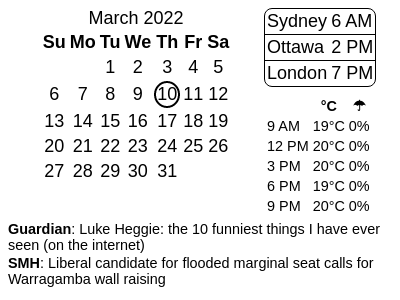 March 2022
Su Mo Tu We Th Fr Sa
1 2 3 4 5
6 7 8 9 10 11 12
13 14 15 16 17 18 19
20 21 22 23 24 25 26
27 28 29 30 31
Sydney 6 AM
Ottawa 2 PM
London 7 PM
°C ☂
9 AM 19°C 0%
12 PM 20°C 0%
3 PM 20°C 0%
6 PM 19°C 0%
9 PM 20°C 0%
Guardian: Luke Heggie: the 10 funniest things I have ever
seen (on the internet)
SMH: Liberal candidate for flooded marginal seat calls for
Warragamba wall raising